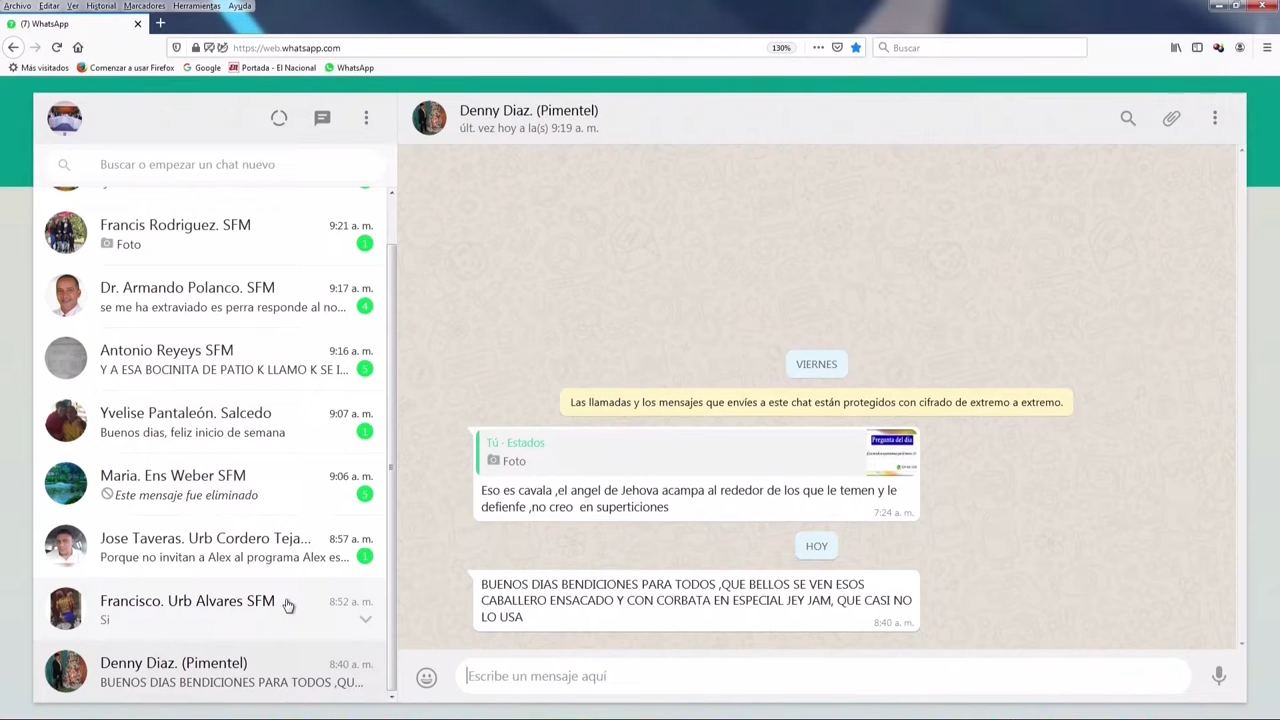 Archivo Editar Ver Historial Marcadores Herramientas Ayuda
(7) WhatsApp
https://web.whatsapp.com
130%
Buscar
Más visitados Comenzar a usar Firefox Google Portada - El Nacional WhatsApp
Buscar o empezar un chat nuevo
Francis Rodriguez. SFM 9:21 a. m.
Foto 1
Dr. Armando Polanco. SFM 9:17 a. m.
se me ha extraviado es perra responde al no... 4
Antonio Reyeys SFM 9:16 a. m.
Y A ESA BOCINITA DE PATIO K LLAMO K SE I... 5
Yvelise Pantaleón. Salcedo 9:07 a. m.
Buenos dias, feliz inicio de semana 1
Maria. Ens Weber SFM 9:06 a. m.
Este mensaje fue eliminado 5
Jose Taveras. Urb Cordero Teja... 8:57 a. m.
Porque no invitan a Alex al programa Alex es... 1
Francisco. Urb Alvares SFM 8:52 a. m.
Si
Denny Diaz. (Pimentel) 8:40 a. m.
BUENOS DIAS BENDICIONES PARA TODOS ,QU...
Denny Diaz. (Pimentel)
últ. vez hoy a la(s) 9:19 a. m.
VIERNES
Las llamadas y los mensajes que envíes a este chat están protegidos con cifrado de extremo a extremo.
Tú · Estados
Foto
Pregunta del dia
Eso es cavala ,el angel de Jehova acampa al rededor de los que le temen y le
defienfe ,no creo en superticiones
7:24 a. m.
HOY
BUENOS DIAS BENDICIONES PARA TODOS ,QUE BELLOS SE VEN ESOS
CABALLERO ENSACADO Y CON CORBATA EN ESPECIAL JEY JAM, QUE CASI NO
LO USA
8:40 a. m.
Escribe un mensaje aquí